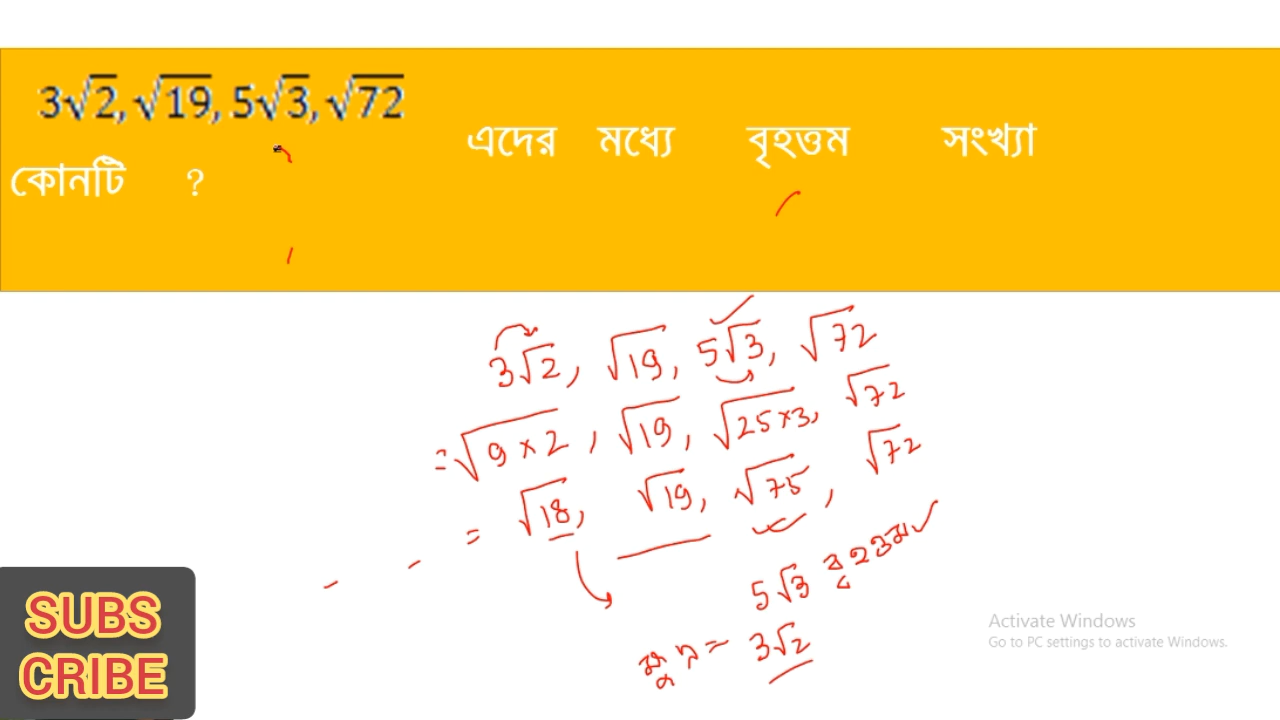 3√2, √19, 5√3, √72 এদের মধ্যে বৃহত্তম সংখ্যা
কোনটি ?
3√2, √19, 5√3, √72
=√9×2, √19, √25×3, √72
= √18, √19, √75, √72
5√3 বৃহত্তম
= 3√2
SUBS
CRIBE
Activate Windows
Go to PC settings to activate Windows.